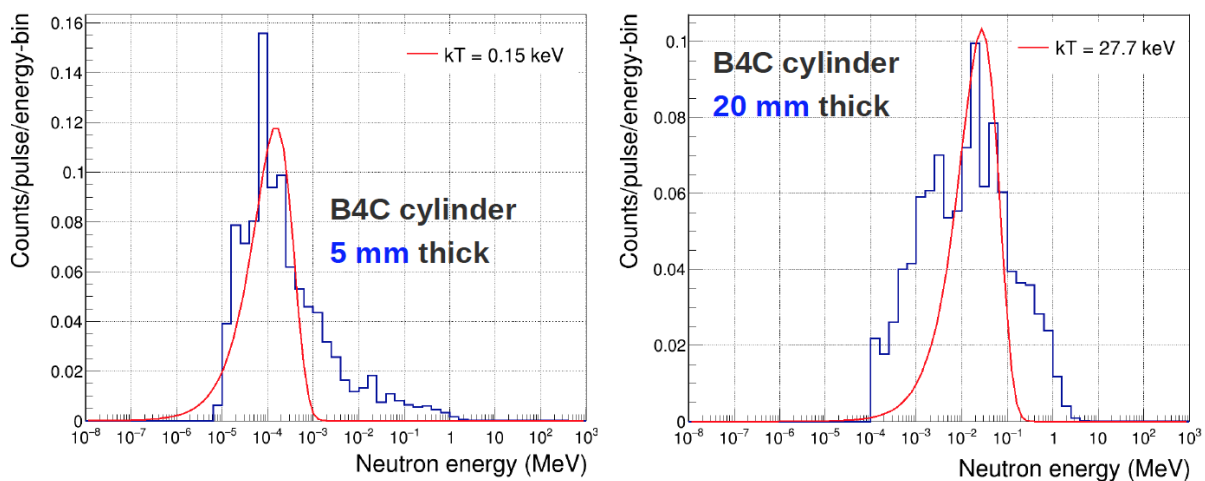 Counts/pulse/energy-bin
0.16
0.14
0.12
0.1
0.08
0.06
0.04
0.02
0
kT = 0.15 keV
B4C cylinder
5 mm thick
10⁻⁸ 10⁻⁷ 10⁻⁶ 10⁻⁵ 10⁻⁴ 10⁻³ 10⁻² 10⁻¹ 1 10 10² 10³
Neutron energy (MeV)
Counts/pulse/energy-bin
0.1
0.08
0.06
0.04
0.02
0
kT = 27.7 keV
B4C cylinder
20 mm thick
10⁻⁸ 10⁻⁷ 10⁻⁶ 10⁻⁵ 10⁻⁴ 10⁻³ 10⁻² 10⁻¹ 1 10 10² 10³
Neutron energy (MeV)